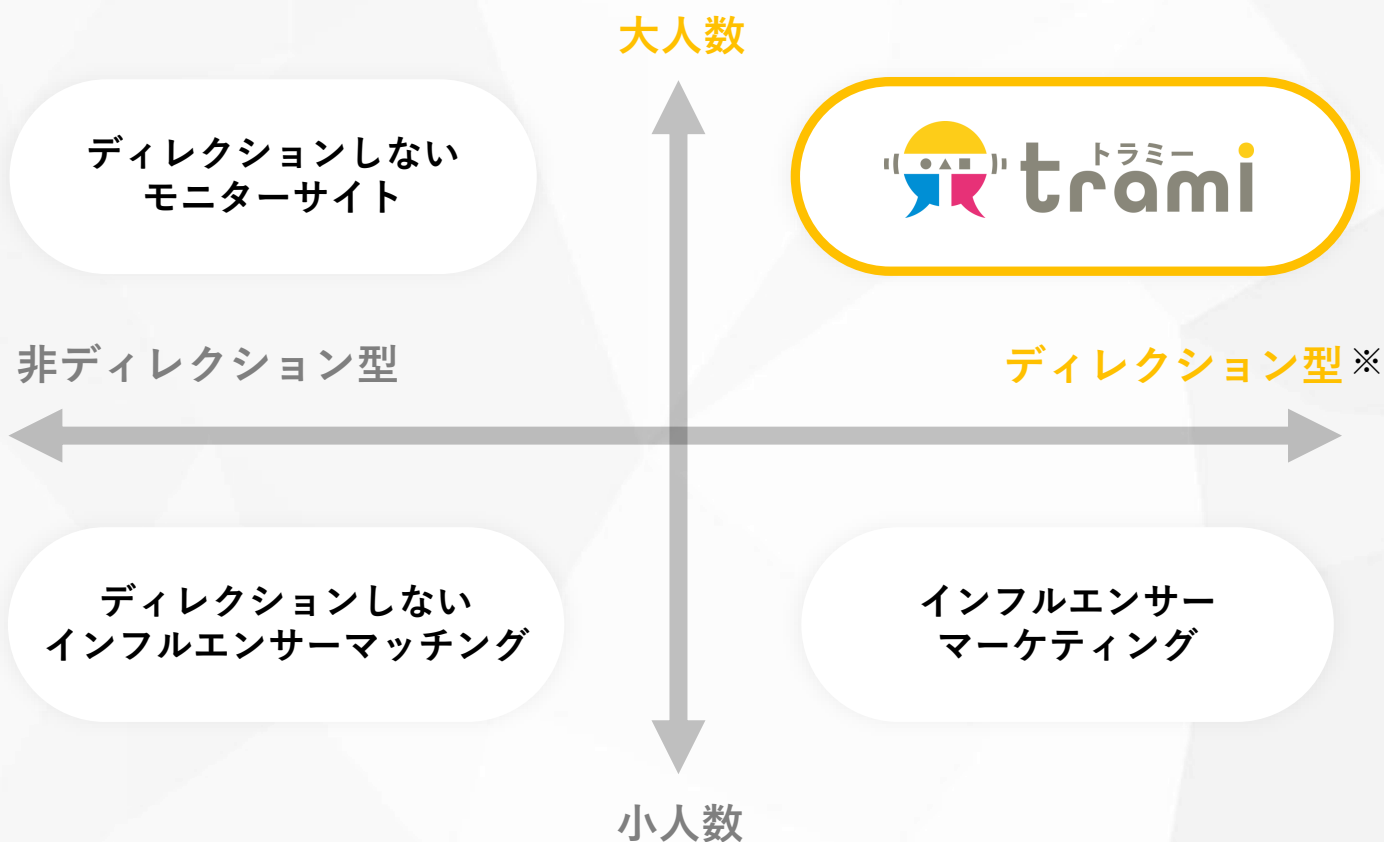 大人数
ディレクションしない
モニターサイト
トラミー
trami
非ディレクション型
ディレクション型※
ディレクションしない
インフルエンサーマッチング
インフルエンサー
マーケティング
小人数